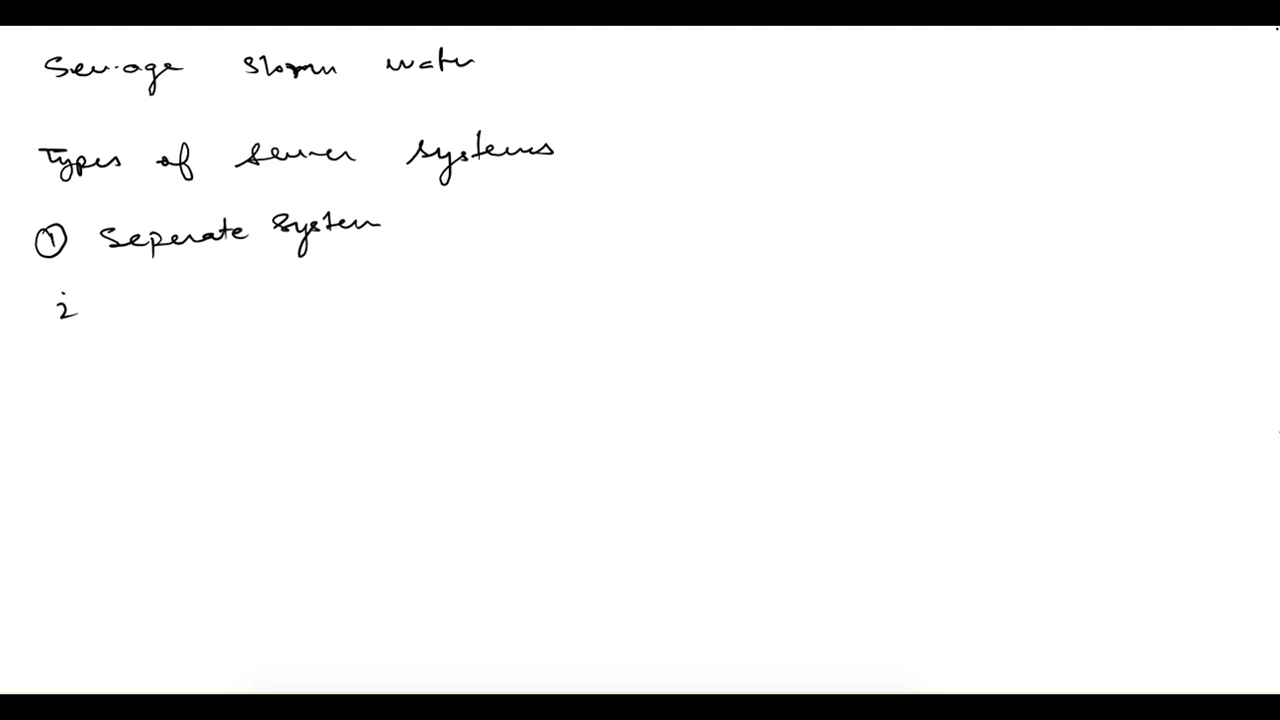 Sewage storm water
Types of sewer systems
① Seperate system
i